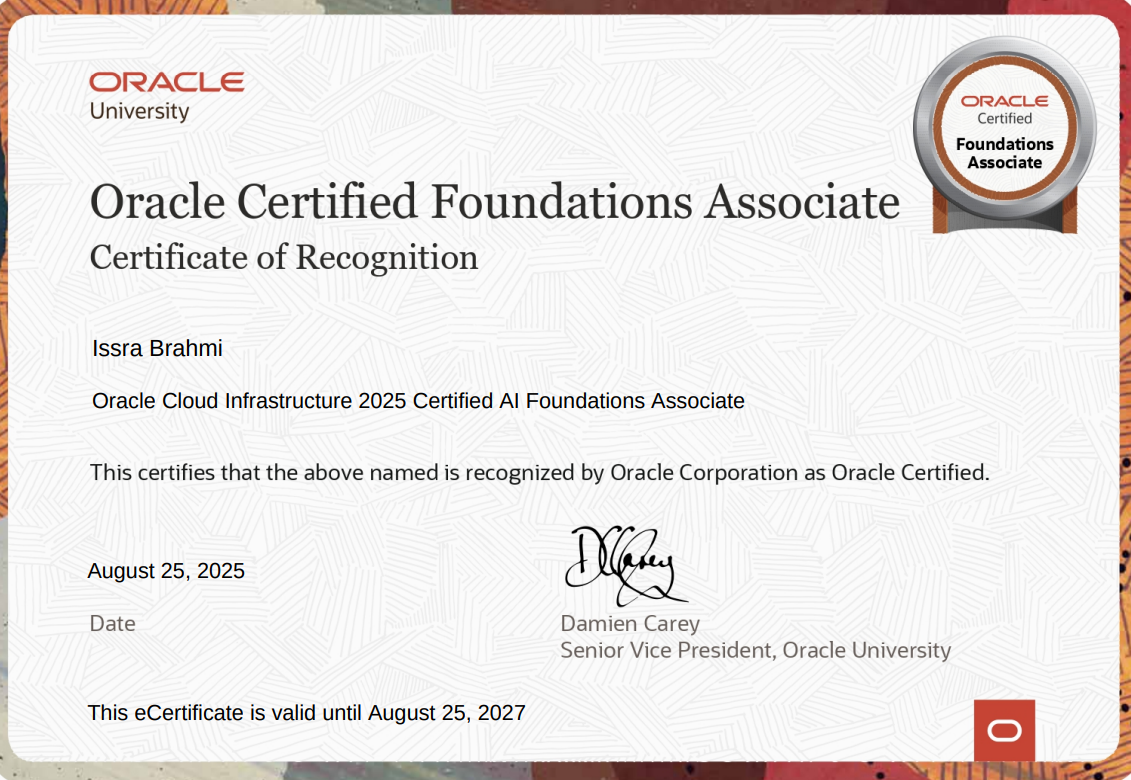 ORACLE
University
ORACLE
Certified
Foundations
Associate
Oracle Certified Foundations Associate
Certificate of Recognition
Issra Brahmi
Oracle Cloud Infrastructure 2025 Certified AI Foundations Associate
This certifies that the above named is recognized by Oracle Corporation as Oracle Certified.
August 25, 2025
Date
DCarey
Damien Carey
Senior Vice President, Oracle University
This eCertificate is valid until August 25, 2027